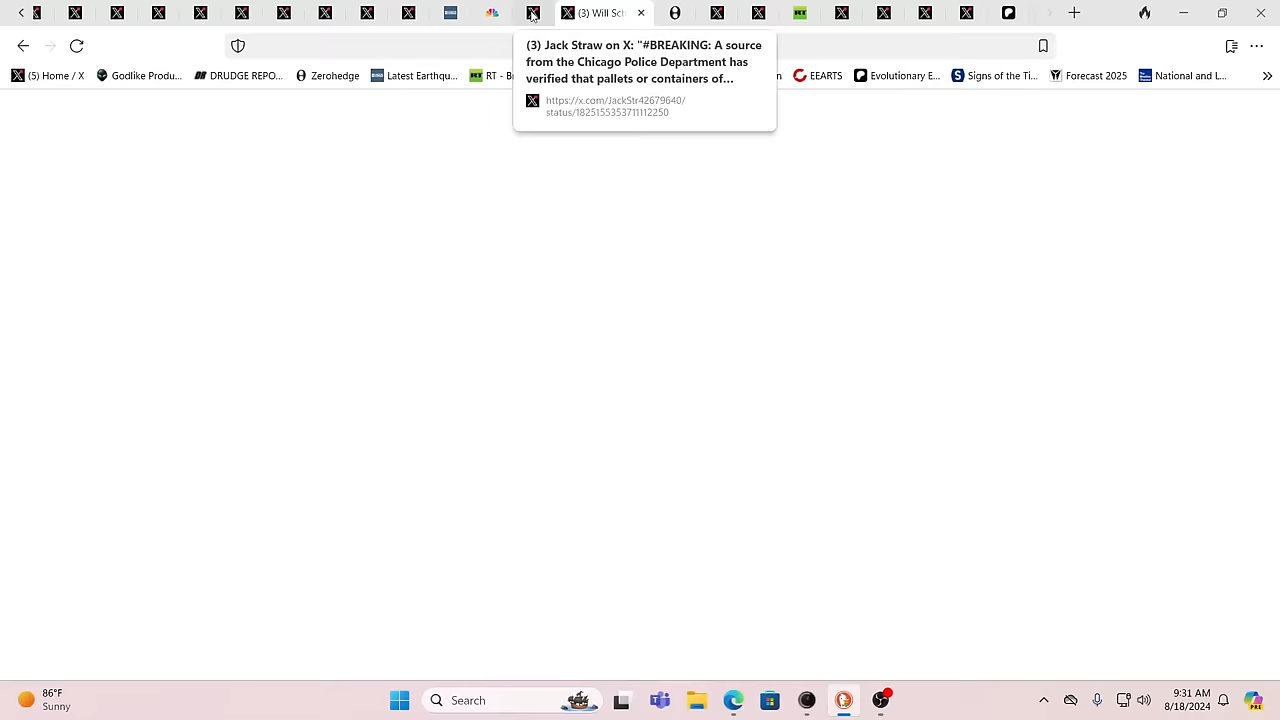 (3) Will Sch
(3) Jack Straw on X: "#BREAKING: A source
from the Chicago Police Department has
verified that pallets or containers of...
https://x.com/JackStr42679640/
status/1825155353711112250
(5) Home / X
Godlike Produ...
DRUDGE REPO...
Zerohedge
Latest Earthqu...
RT - B
EEARTS
Evolutionary E...
Signs of the Ti...
Forecast 2025
National and L...
86°F
Sunny
Search
9:31 AM
8/18/2024